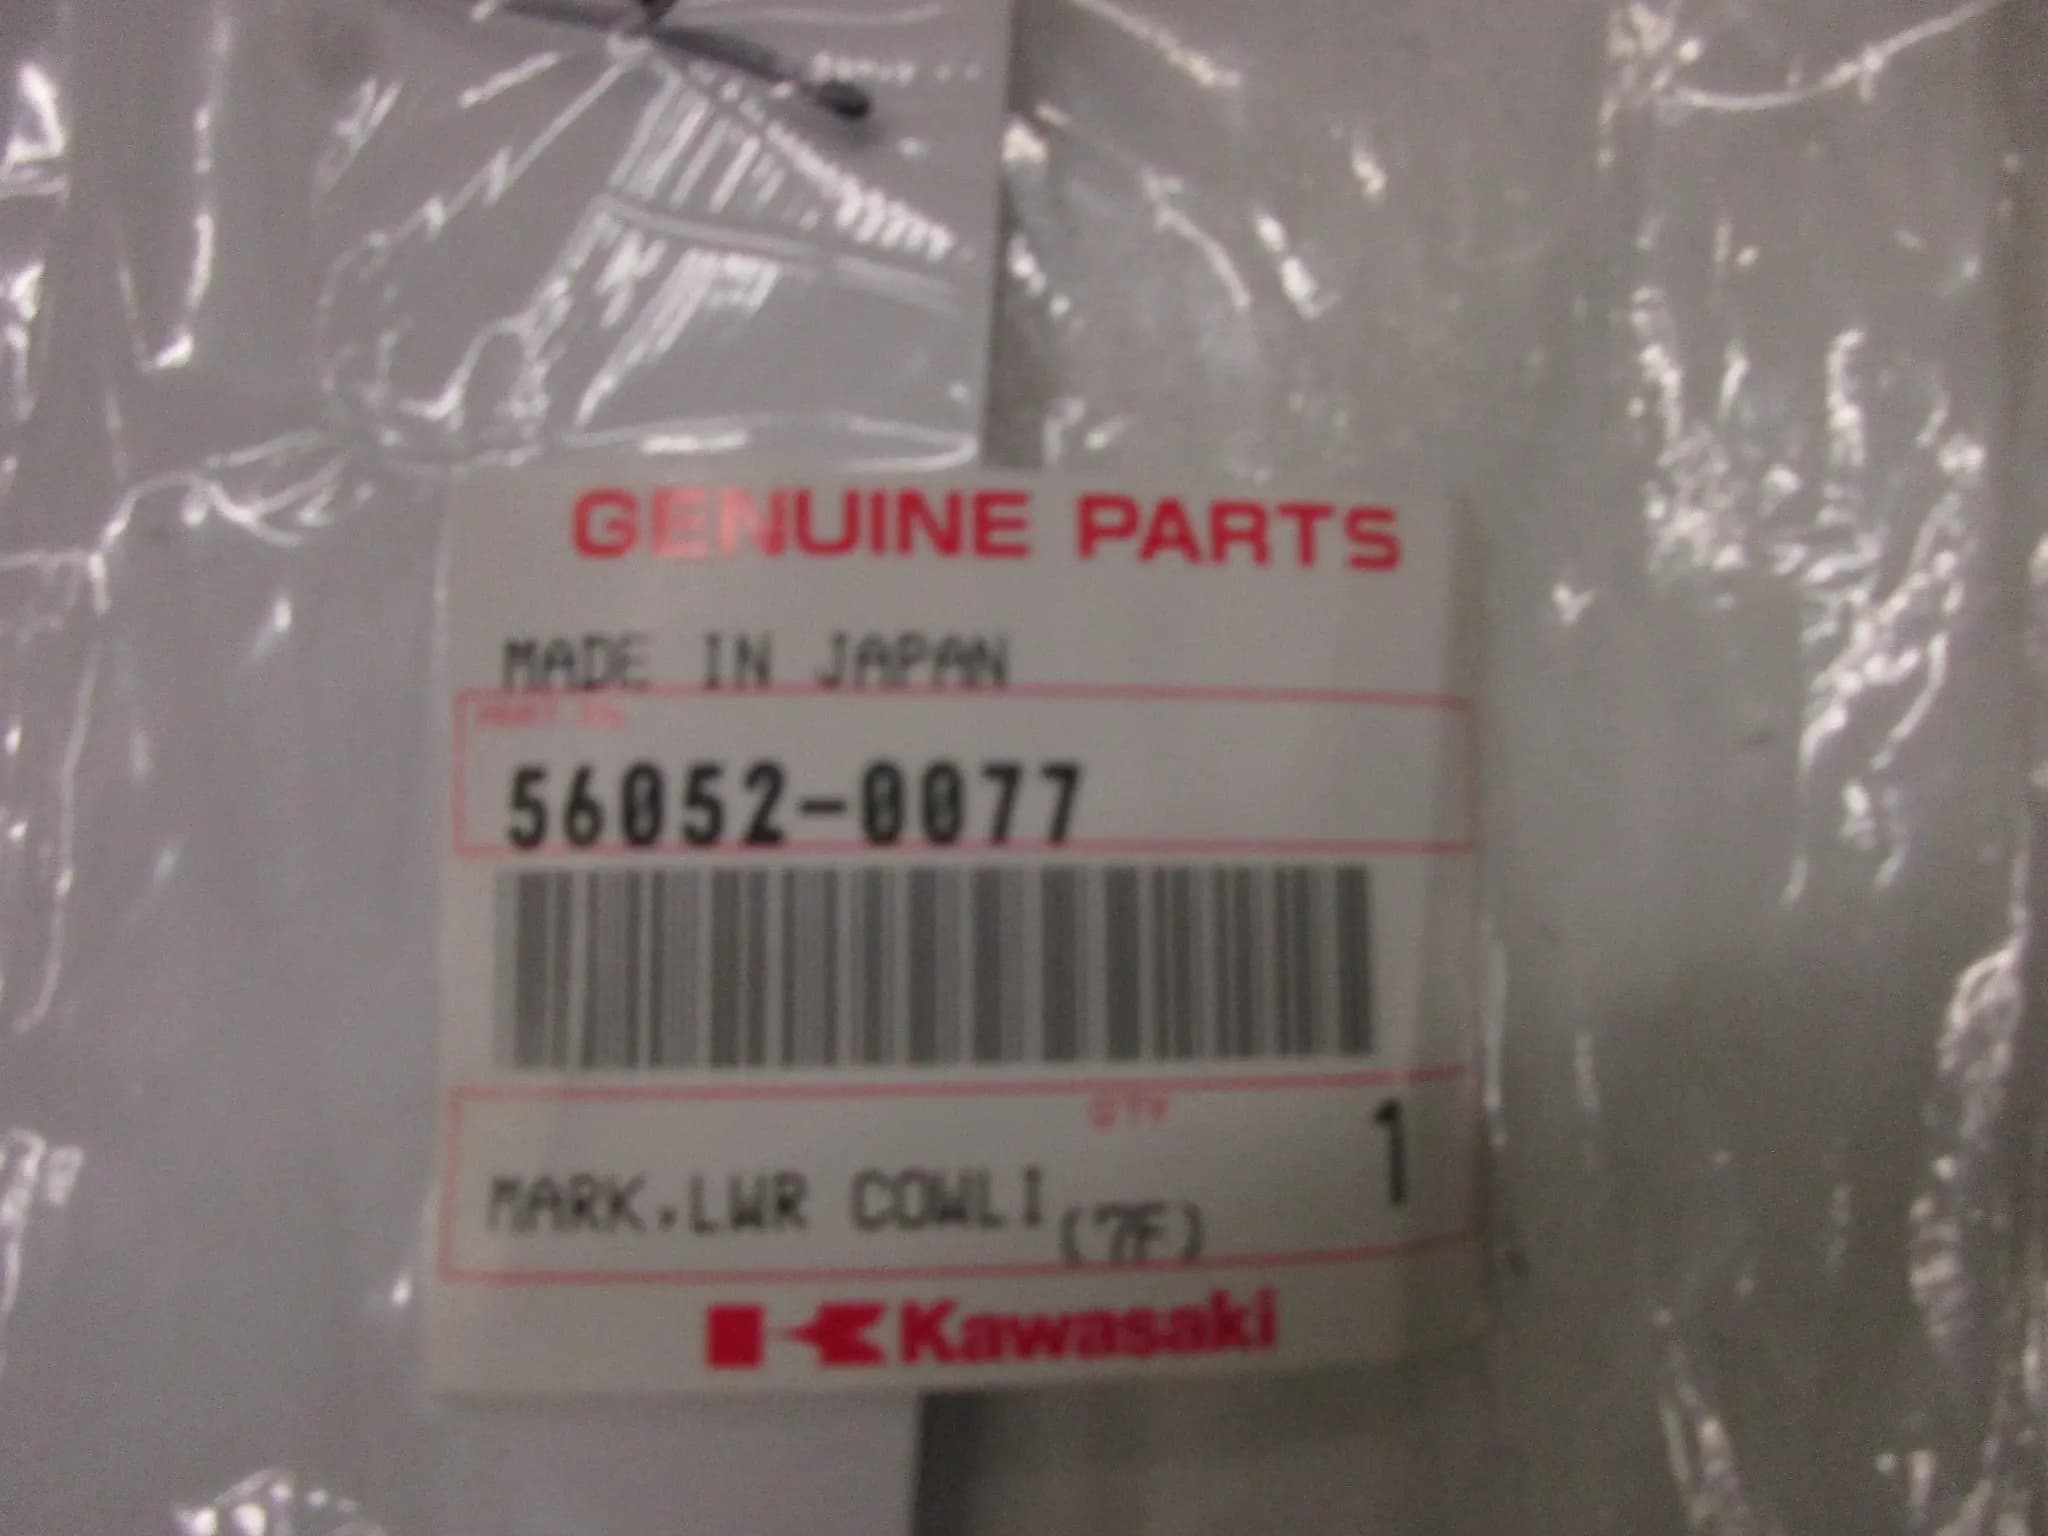 GENUINE PARTS
MADE IN JAPAN
PART NO.
56052-0077
QTY
1
MARK,LWR COWLI (7F)
Kawasaki